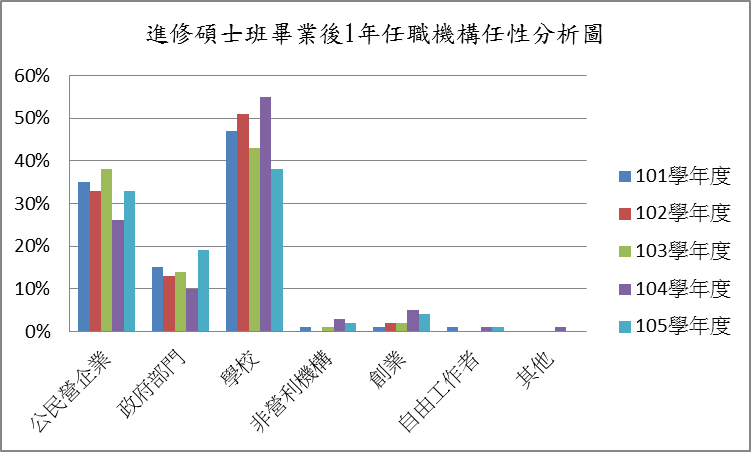 進修碩士班畢業後1年任職機構任性分析圖
60%
50%
40%
30%
20%
10%
0%
公民營企業
政府部門
學校
非營利機構
創業
自由工作者
其他
101學年度
102學年度
103學年度
104學年度
105學年度